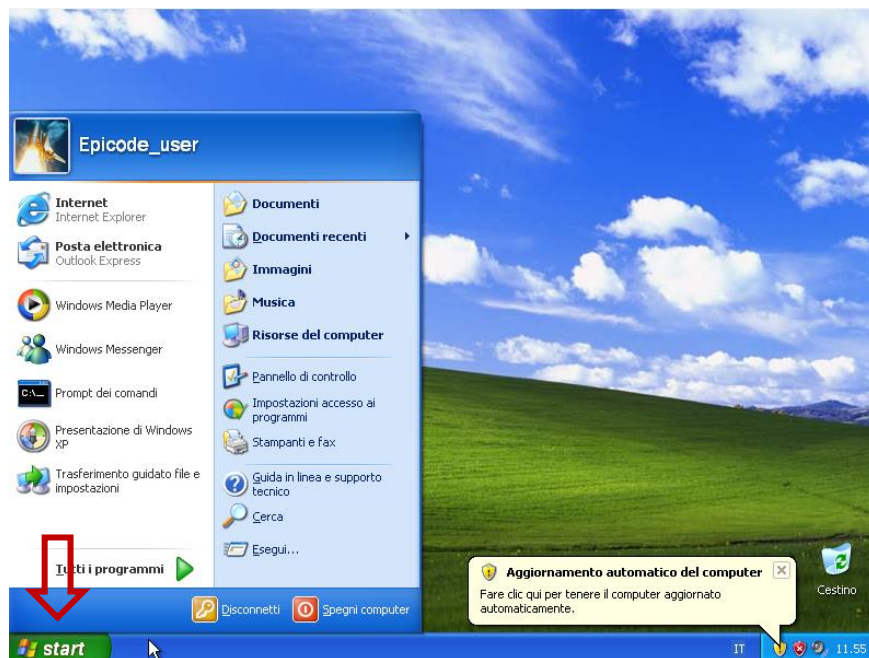 Epicode_user
Internet
Internet Explorer
Posta elettronica
Outlook Express
Windows Media Player
Windows Messenger
C:\_
Prompt dei comandi
Presentazione di Windows
XP
Trasferimento guidato file e
impostazioni
Tutti i programmi
Documenti
Documenti recenti
Immagini
Musica
Risorse del computer
Pannello di controllo
Impostazioni accesso ai
programmi
Stampanti e fax
Guida in linea e supporto
tecnico
Cerca
Esegui...
Disconnetti
Spegni computer
Aggiornamento automatico del computer
Fare clic qui per tenere il computer aggiornato
automaticamente.
Cestino
start
IT
11.55